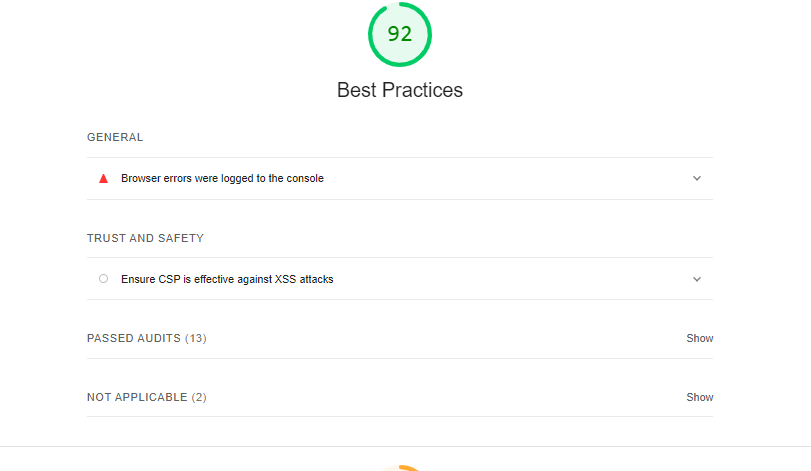 92
Best Practices
GENERAL
Browser errors were logged to the console
TRUST AND SAFETY
Ensure CSP is effective against XSS attacks
PASSED AUDITS (13) Show
NOT APPLICABLE (2) Show